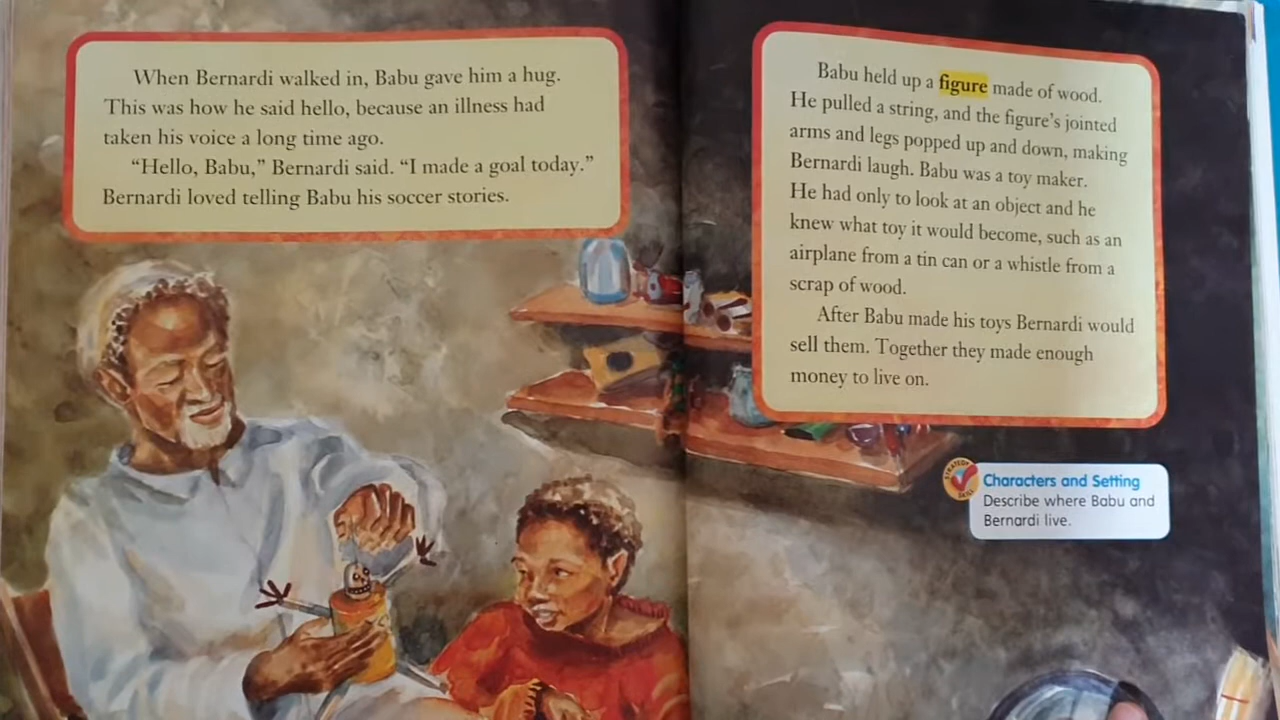 When Bernardi walked in, Babu gave him a hug.
This was how he said hello, because an illness had
taken his voice a long time ago.
“Hello, Babu,” Bernardi said. “I made a goal today.”
Bernardi loved telling Babu his soccer stories.
Babu held up a figure made of wood.
He pulled a string, and the figure’s jointed
arms and legs popped up and down, making
Bernardi laugh. Babu was a toy maker.
He had only to look at an object and he
knew what toy it would become, such as an
airplane from a tin can or a whistle from a
scrap of wood.
After Babu made his toys Bernardi would
sell them. Together they made enough
money to live on.
STRATEGY
SKILL
Characters and Setting
Describe where Babu and
Bernardi live.